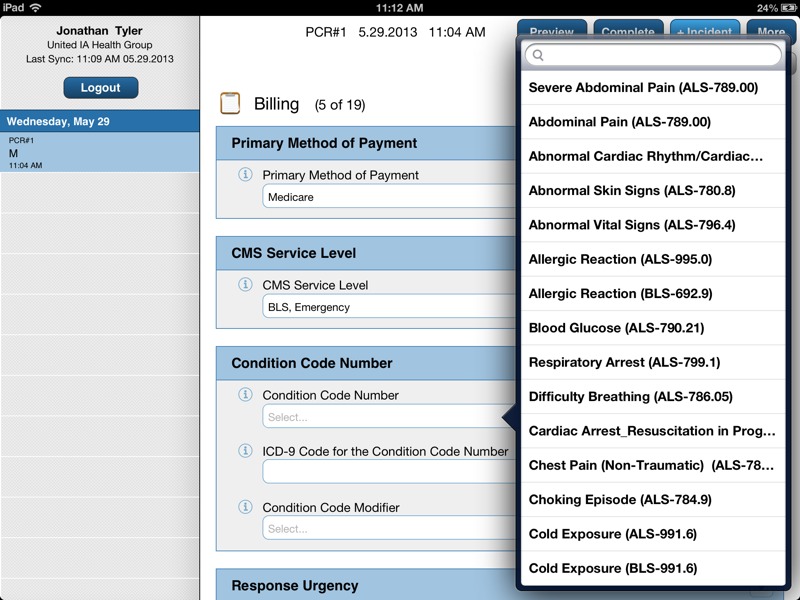 iPad
11:12 AM
24%
Jonathan Tyler
United IA Health Group
Last Sync: 11:09 AM 05.29.2013
Logout
Wednesday, May 29
PCR#1
M
11:04 AM
PCR#1 5.29.2013 11:04 AM
Preview
Complete
+ Incident
More
Billing (5 of 19)
Primary Method of Payment
Primary Method of Payment
Medicare
CMS Service Level
CMS Service Level
BLS, Emergency
Condition Code Number
Condition Code Number
Select...
ICD-9 Code for the Condition Code Number
Condition Code Modifier
Select...
Response Urgency
Severe Abdominal Pain (ALS-789.00)
Abdominal Pain (ALS-789.00)
Abnormal Cardiac Rhythm/Cardiac...
Abnormal Skin Signs (ALS-780.8)
Abnormal Vital Signs (ALS-796.4)
Allergic Reaction (ALS-995.0)
Allergic Reaction (BLS-692.9)
Blood Glucose (ALS-790.21)
Respiratory Arrest (ALS-799.1)
Difficulty Breathing (ALS-786.05)
Cardiac Arrest_Resuscitation in Prog...
Chest Pain (Non-Traumatic) (ALS-78...
Choking Episode (ALS-784.9)
Cold Exposure (ALS-991.6)
Cold Exposure (BLS-991.6)